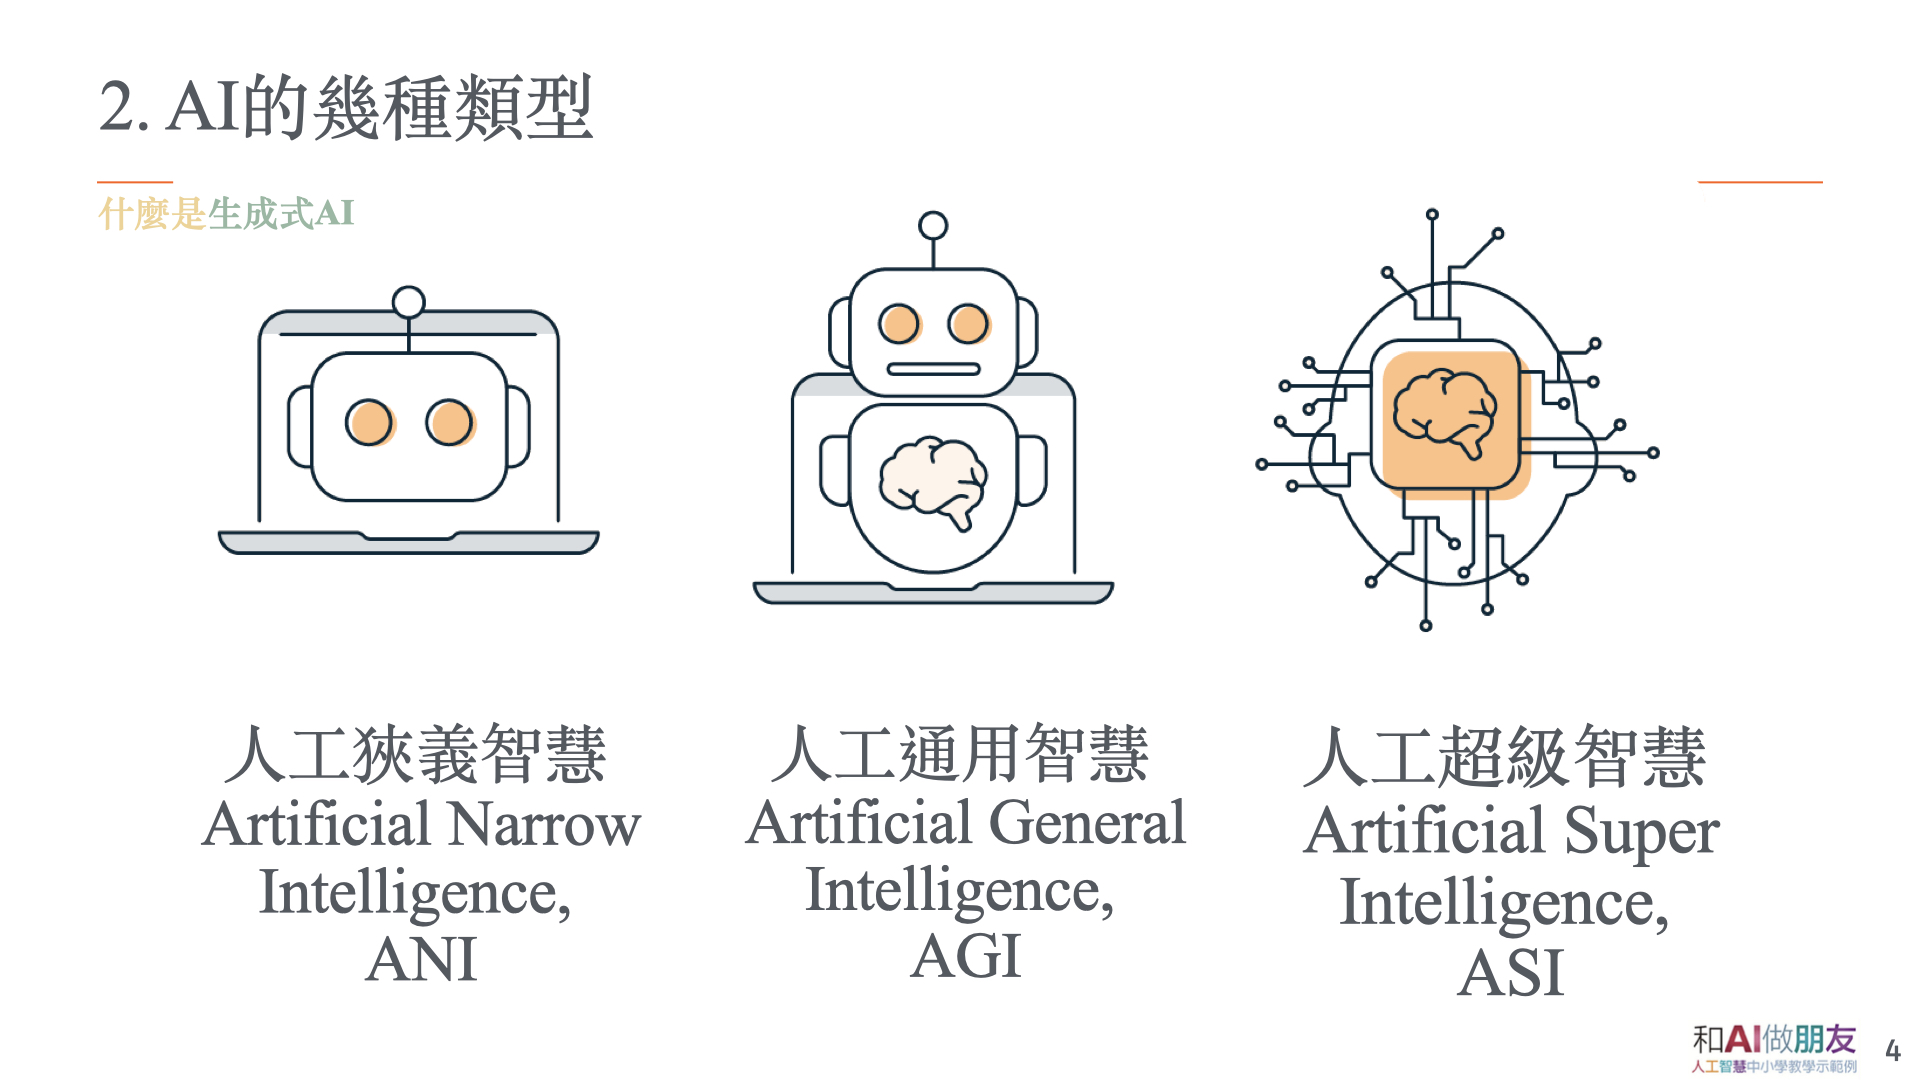 2. AI的幾種類型
什麼是生成式AI
人工狹義智慧
Artificial Narrow
Intelligence,
ANI
人工通用智慧
Artificial General
Intelligence,
AGI
人工超級智慧
Artificial Super
Intelligence,
ASI
和AI做朋友
人工智慧中小學教學示範例
4